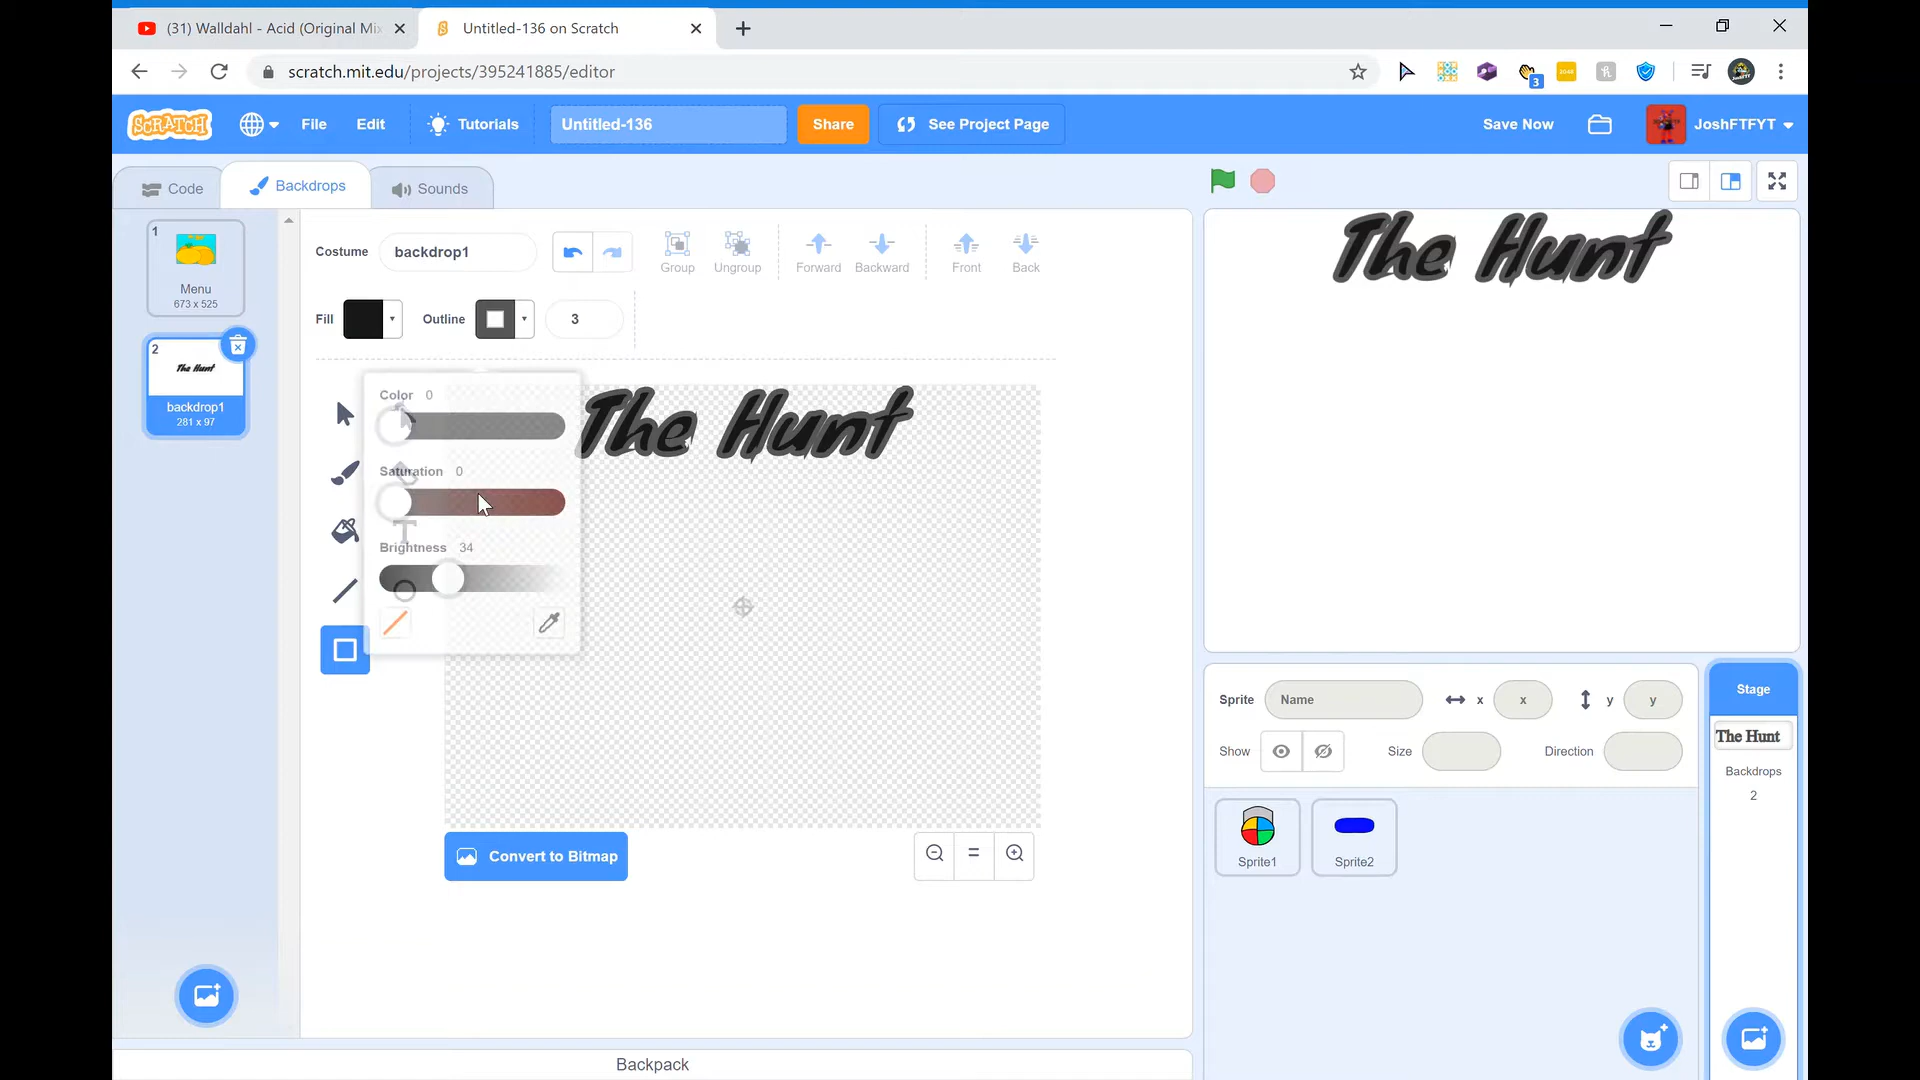 (31) Walldahl - Acid (Original Mix
Untitled-136 on Scratch
scratch.mit.edu/projects/395241885/editor
3
SCRATCH
File
Edit
Tutorials
Untitled-136
Share
See Project Page
Save Now
JoshFTFYT
Code
Backdrops
Sounds
1
Menu
673 x 525
2
The Hunt
backdrop1
281 x 97
Costume
backdrop1
Group
Ungroup
Forward
Backward
Front
Back
Fill
Outline
3
Color 0
Saturation 0
Brightness 34
T
The Hunt
Convert to Bitmap
=
The Hunt
Sprite
Name
x
x
y
y
Show
Size
Direction
Sprite1
Sprite2
Stage
The Hunt
Backdrops
2
Backpack